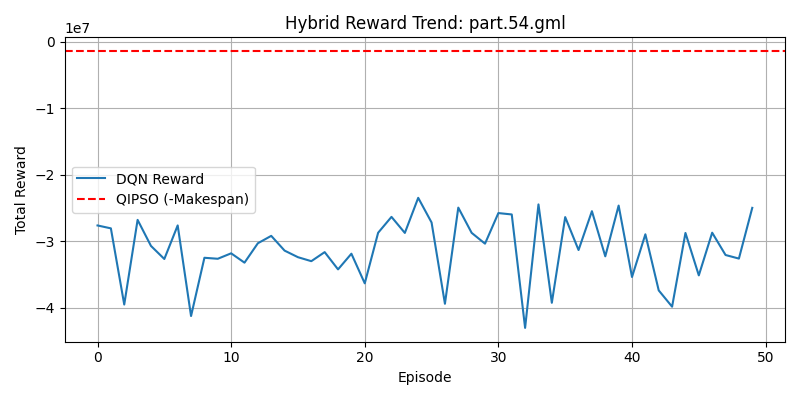 Hybrid Reward Trend: part.54.gml
1e7
0
−1
−2
−3
−4
Total Reward
DQN Reward
QIPSO (-Makespan)
0 10 20 30 40 50
Episode